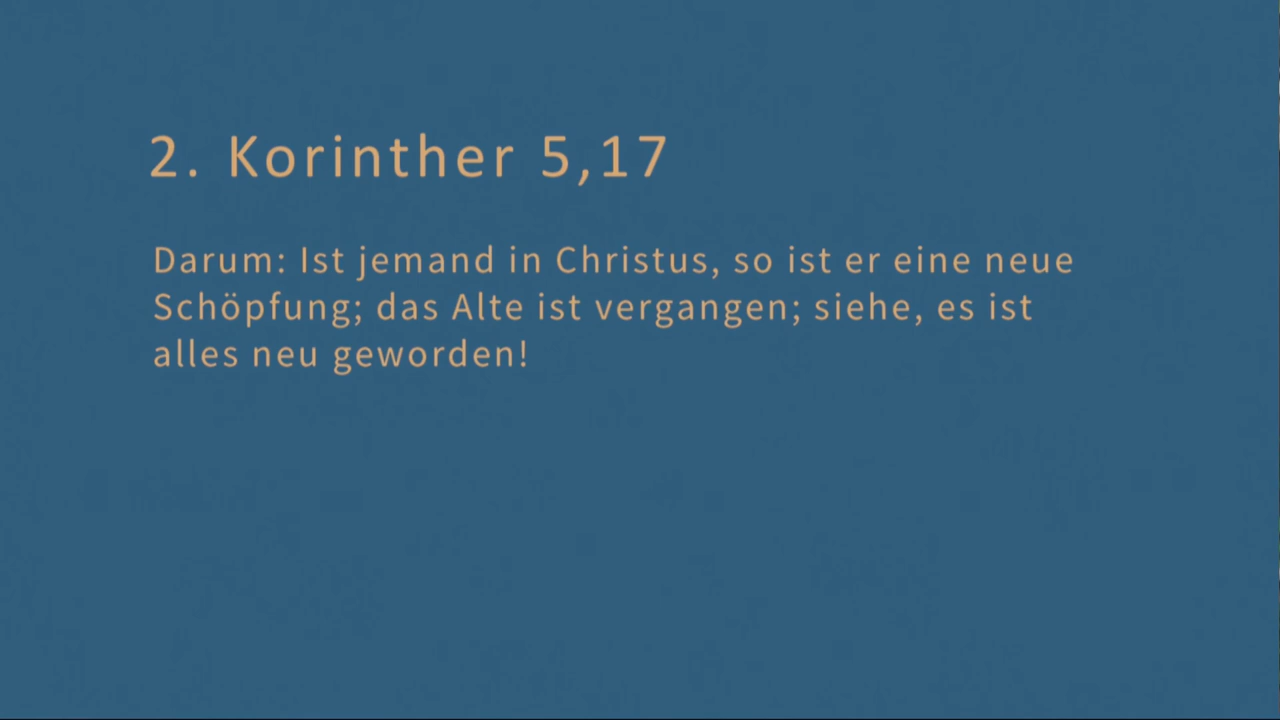 2. Korinther 5,17
Darum: Ist jemand in Christus, so ist er eine neue
Schöpfung; das Alte ist vergangen; siehe, es ist
alles neu geworden!